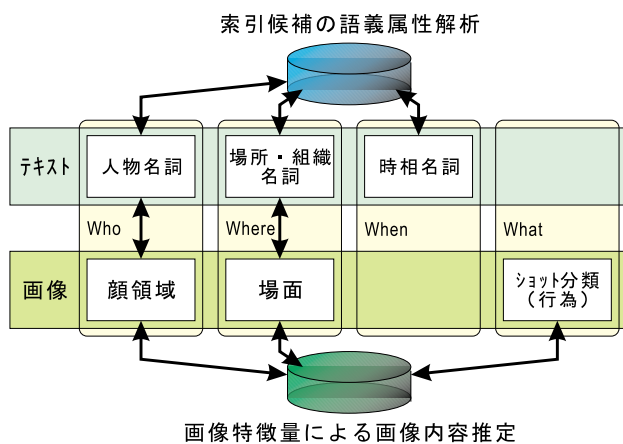 索引候補の語義属性解析
テキスト
人物名詞
場所・組織
名詞
時相名詞
Who
Where
When
What
画像
顔領域
場面
ショット分類
(行為)
画像特徴量による画像内容推定